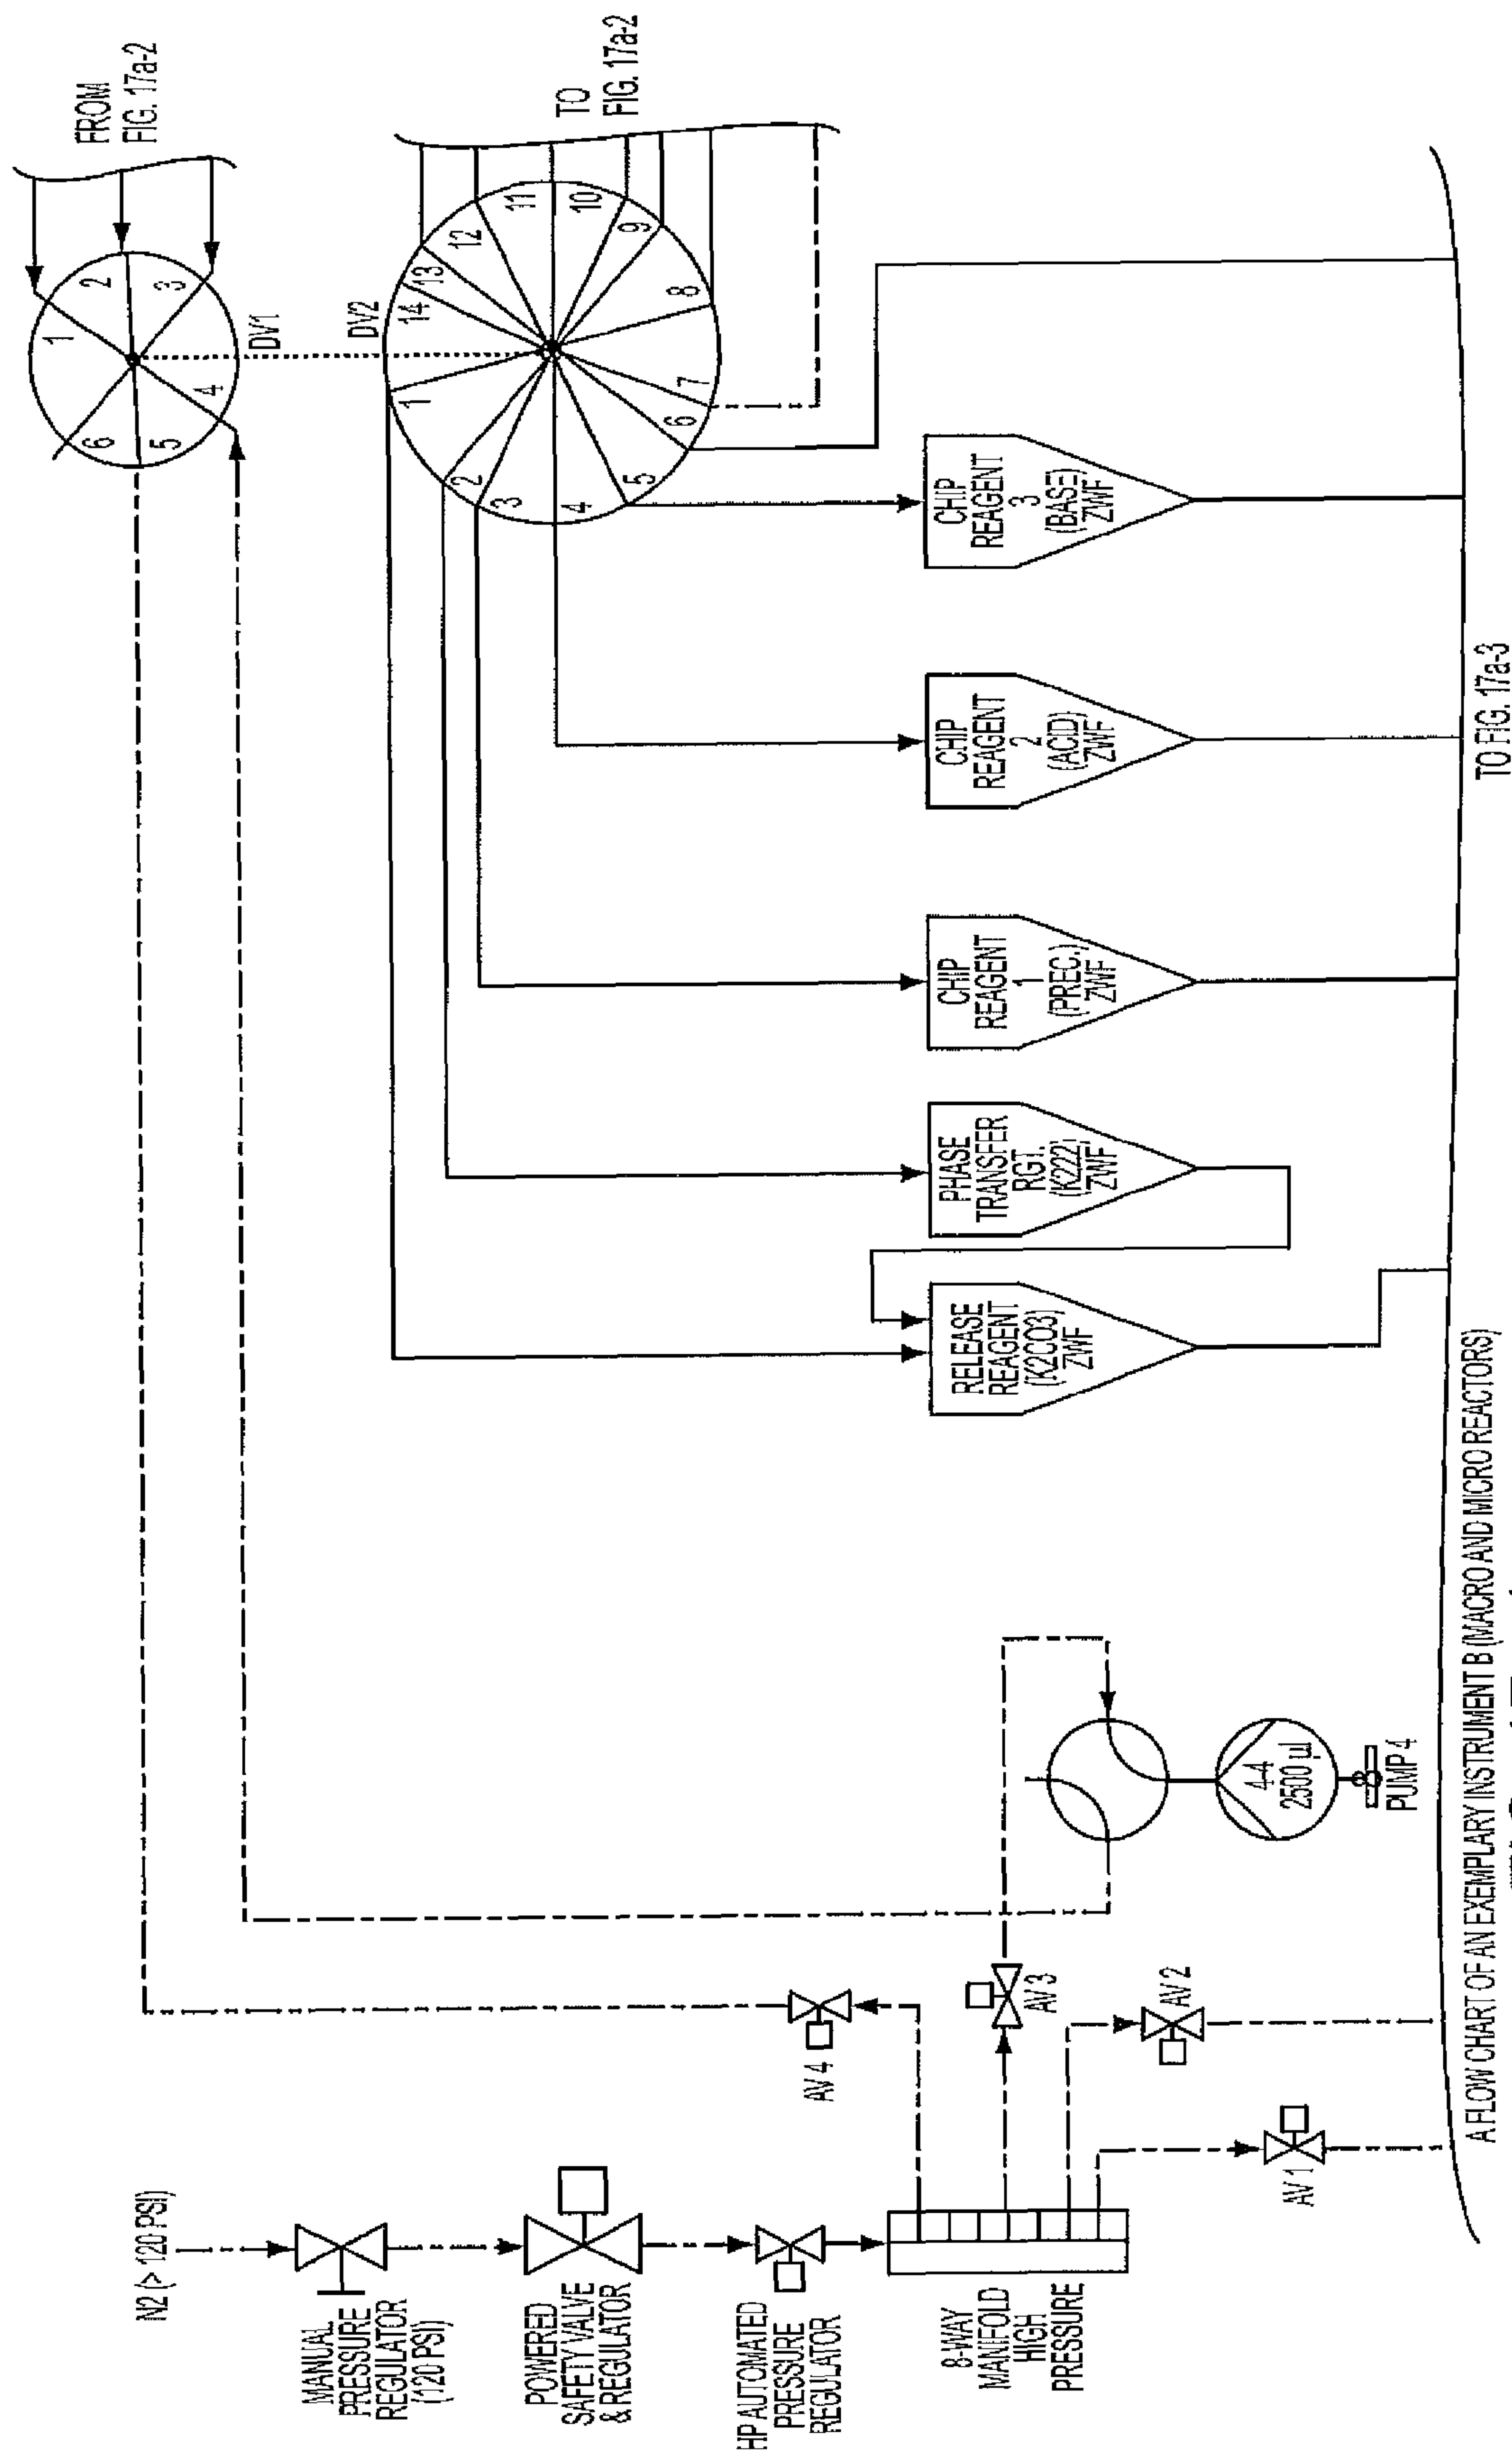 N2 (> 120 PSI)
MANUAL
PRESSURE
REGULATOR
(120 PSI)
POWERED
SAFETY VALVE
& REGULATOR
HP AUTOMATED
PRESSURE
REGULATOR
8-WAY
MANIFOLD
HIGH
PRESSURE
AV 4
AV 3
AV 2
AV 1
4-4
2500 µl
PUMP 4
RELEASE
REAGENT
(K2CO3)
ZWF
PHASE
TRANSFER
RGT.
(K222)
ZWF
CHIP
REAGENT
1
(PREC.)
ZWF
CHIP
REAGENT
2
(ACID)
ZWF
CHIP
REAGENT
3
(BASE)
ZWF
DV1
1
2
3
4
5
6
DV2
1
2
3
4
5
6
7
8
9
10
11
12
13
14
FROM
FIG. 17a-2
TO
FIG. 17a-2
TO FIG. 17a-3
A FLOW CHART OF AN EXEMPLARY INSTRUMENT B (MACRO AND MICRO REACTORS)